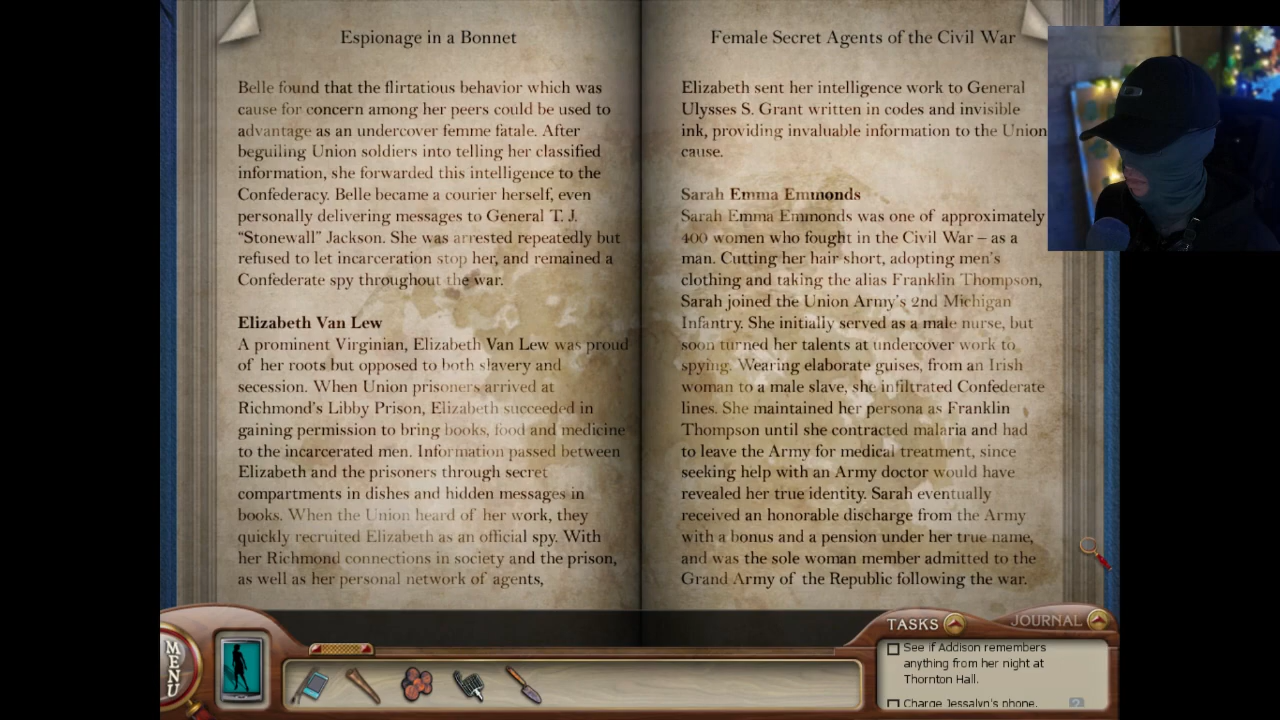 Espionage in a Bonnet
Belle found that the flirtatious behavior which was
cause for concern among her peers could be used to
advantage as an undercover femme fatale. After
beguiling Union soldiers into telling her classified
information, she forwarded this intelligence to the
Confederacy. Belle became a courier herself, even
personally delivering messages to General T. J.
“Stonewall” Jackson. She was arrested repeatedly but
refused to let incarceration stop her, and remained a
Confederate spy throughout the war.
Elizabeth Van Lew
A prominent Virginian, Elizabeth Van Lew was proud
of her roots but opposed to both slavery and
secession. When Union prisoners arrived at
Richmond’s Libby Prison, Elizabeth succeeded in
gaining permission to bring books, food and medicine
to the incarcerated men. Information passed between
Elizabeth and the prisoners through secret
compartments in dishes and hidden messages in
books. When the Union heard of her work, they
quickly recruited Elizabeth as an official spy. With
her Richmond connections in society and the prison,
as well as her personal network of agents,
Female Secret Agents of the Civil War
Elizabeth sent her intelligence work to General
Ulysses S. Grant written in codes and invisible
ink, providing invaluable information to the Union
cause.
Sarah Emma Emmonds
Sarah Emma Emmonds was one of approximately
400 women who fought in the Civil War – as a
man. Cutting her hair short, adopting men’s
clothing and taking the alias Franklin Thompson,
Sarah joined the Union Army’s 2nd Michigan
Infantry. She initially served as a male nurse, but
soon turned her talents at undercover work to
spying. Wearing elaborate guises, from an Irish
woman to a male slave, she infiltrated Confederate
lines. She maintained her persona as Franklin
Thompson until she contracted malaria and had
to leave the Army for medical treatment, since
seeking help with an Army doctor would have
revealed her true identity. Sarah eventually
received an honorable discharge from the Army
with a bonus and a pension under her true name,
and was the sole woman member admitted to the
Grand Army of the Republic following the war.
MENU
TASKS
JOURNAL
See if Addison remembers
anything from her night at
Thornton Hall.
Charge Jessalyn's phone.
?